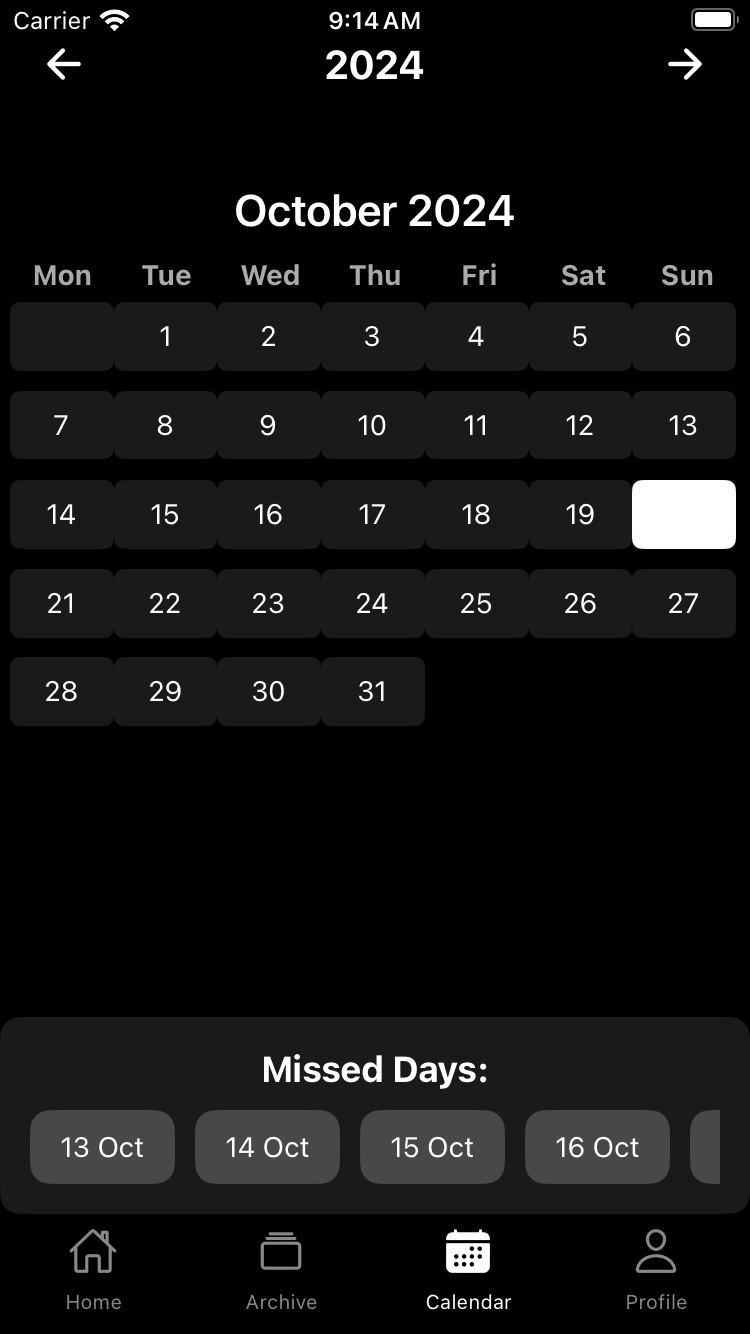 Carrier 9:14 AM
2024
October 2024
Mon Tue Wed Thu Fri Sat Sun
1 2 3 4 5 6
7 8 9 10 11 12 13
14 15 16 17 18 19
21 22 23 24 25 26 27
28 29 30 31
Missed Days:
13 Oct 14 Oct 15 Oct 16 Oct
Home Archive Calendar Profile